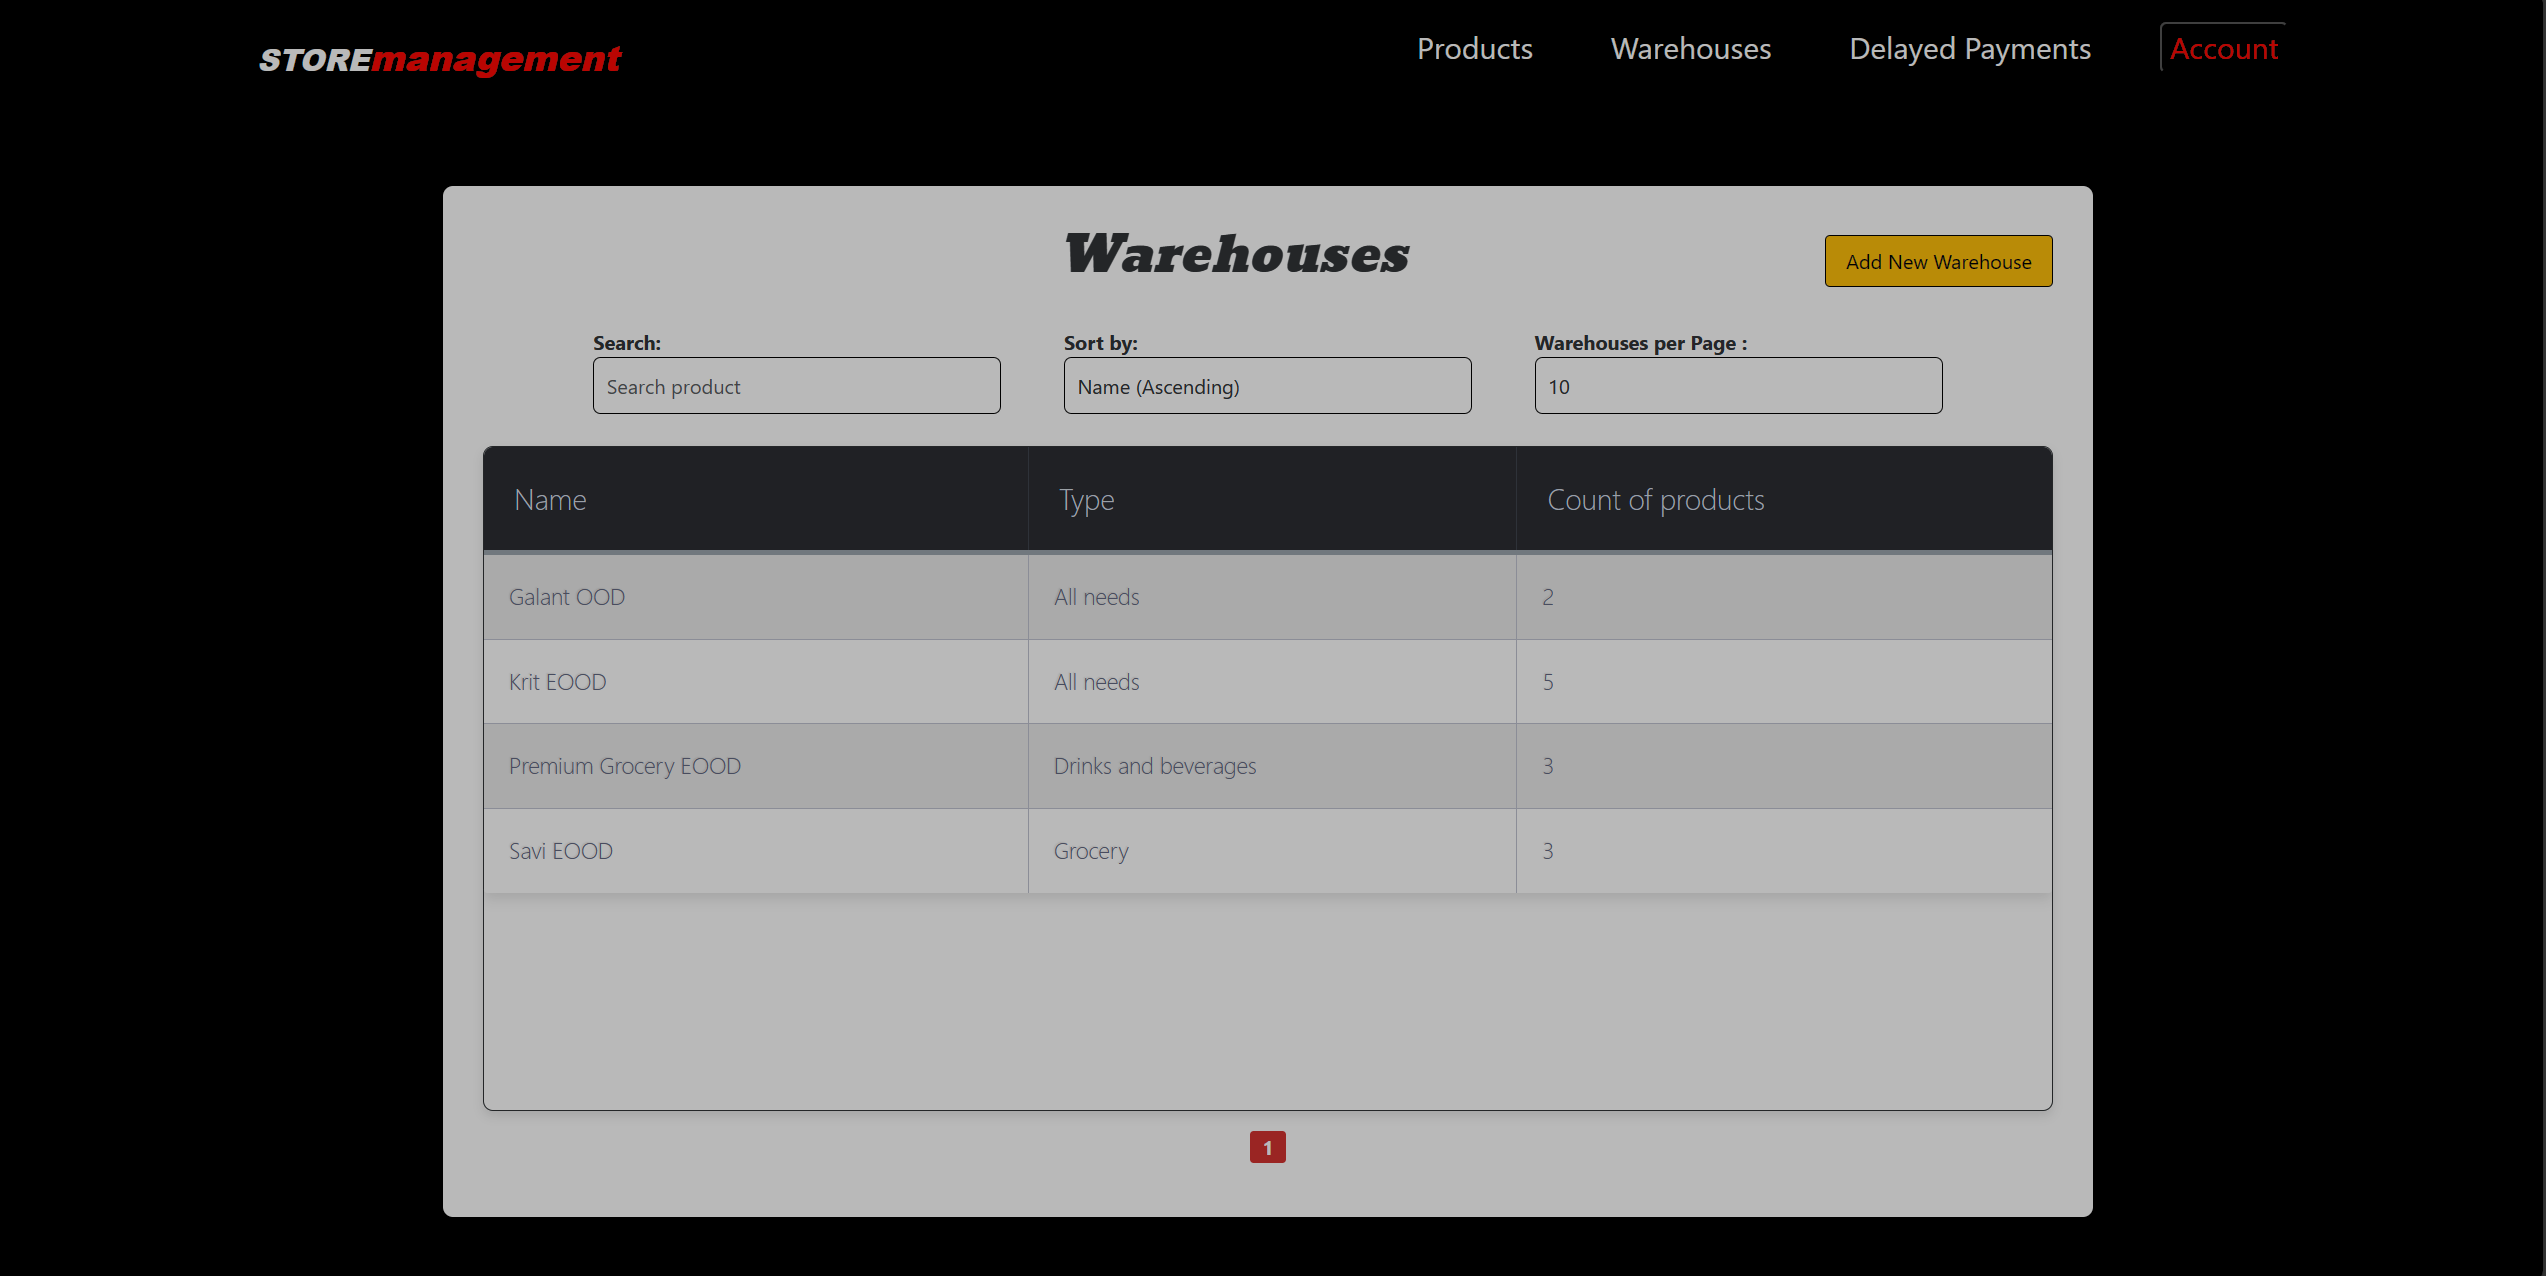 STOREmanagement
Products Warehouses Delayed Payments Account
Warehouses
Add New Warehouse
Search: Sort by: Warehouses per Page :
Search product Name (Ascending) 10
Name Type Count of products
Galant OOD All needs 2
Krit EOOD All needs 5
Premium Grocery EOOD Drinks and beverages 3
Savi EOOD Grocery 3
1